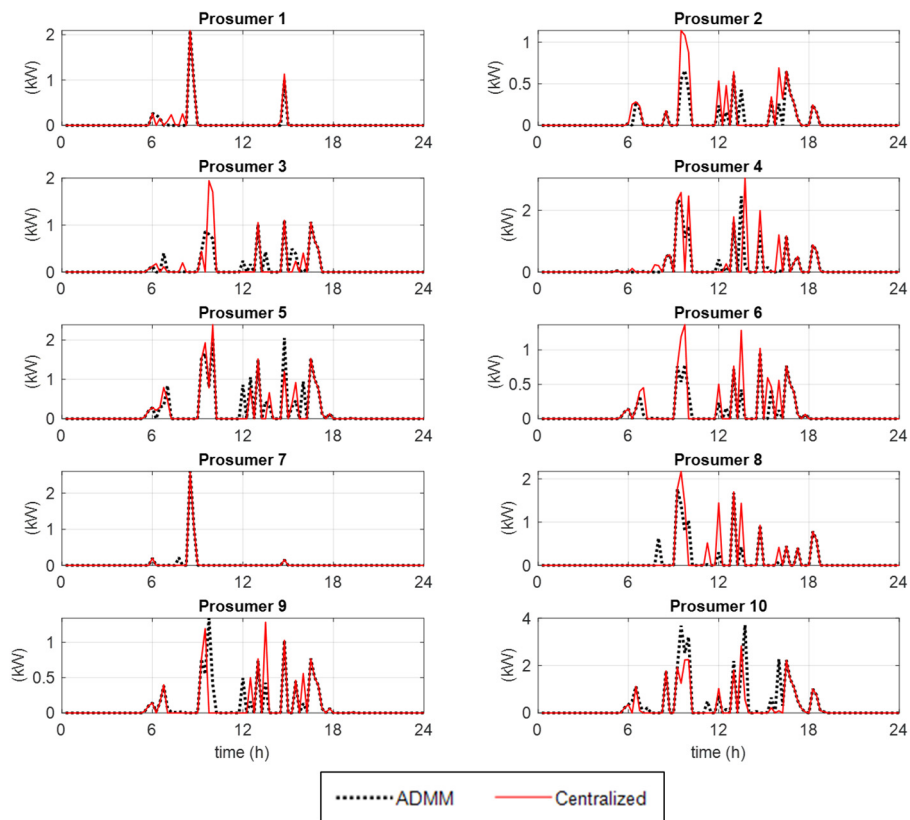 Prosumer 1
Prosumer 2
2
1
0
(kW)
0 6 12 18 24
1
0.5
0
(kW)
0 6 12 18 24
Prosumer 3
Prosumer 4
2
1
0
(kW)
0 6 12 18 24
2
0
(kW)
0 6 12 18 24
Prosumer 5
Prosumer 6
2
1
0
(kW)
0 6 12 18 24
1
0.5
0
(kW)
0 6 12 18 24
Prosumer 7
Prosumer 8
2
1
0
(kW)
0 6 12 18 24
2
1
0
(kW)
0 6 12 18 24
Prosumer 9
Prosumer 10
1
0.5
0
(kW)
0 6 12 18 24
time (h)
4
2
0
(kW)
0 6 12 18 24
time (h)
ADMM Centralized